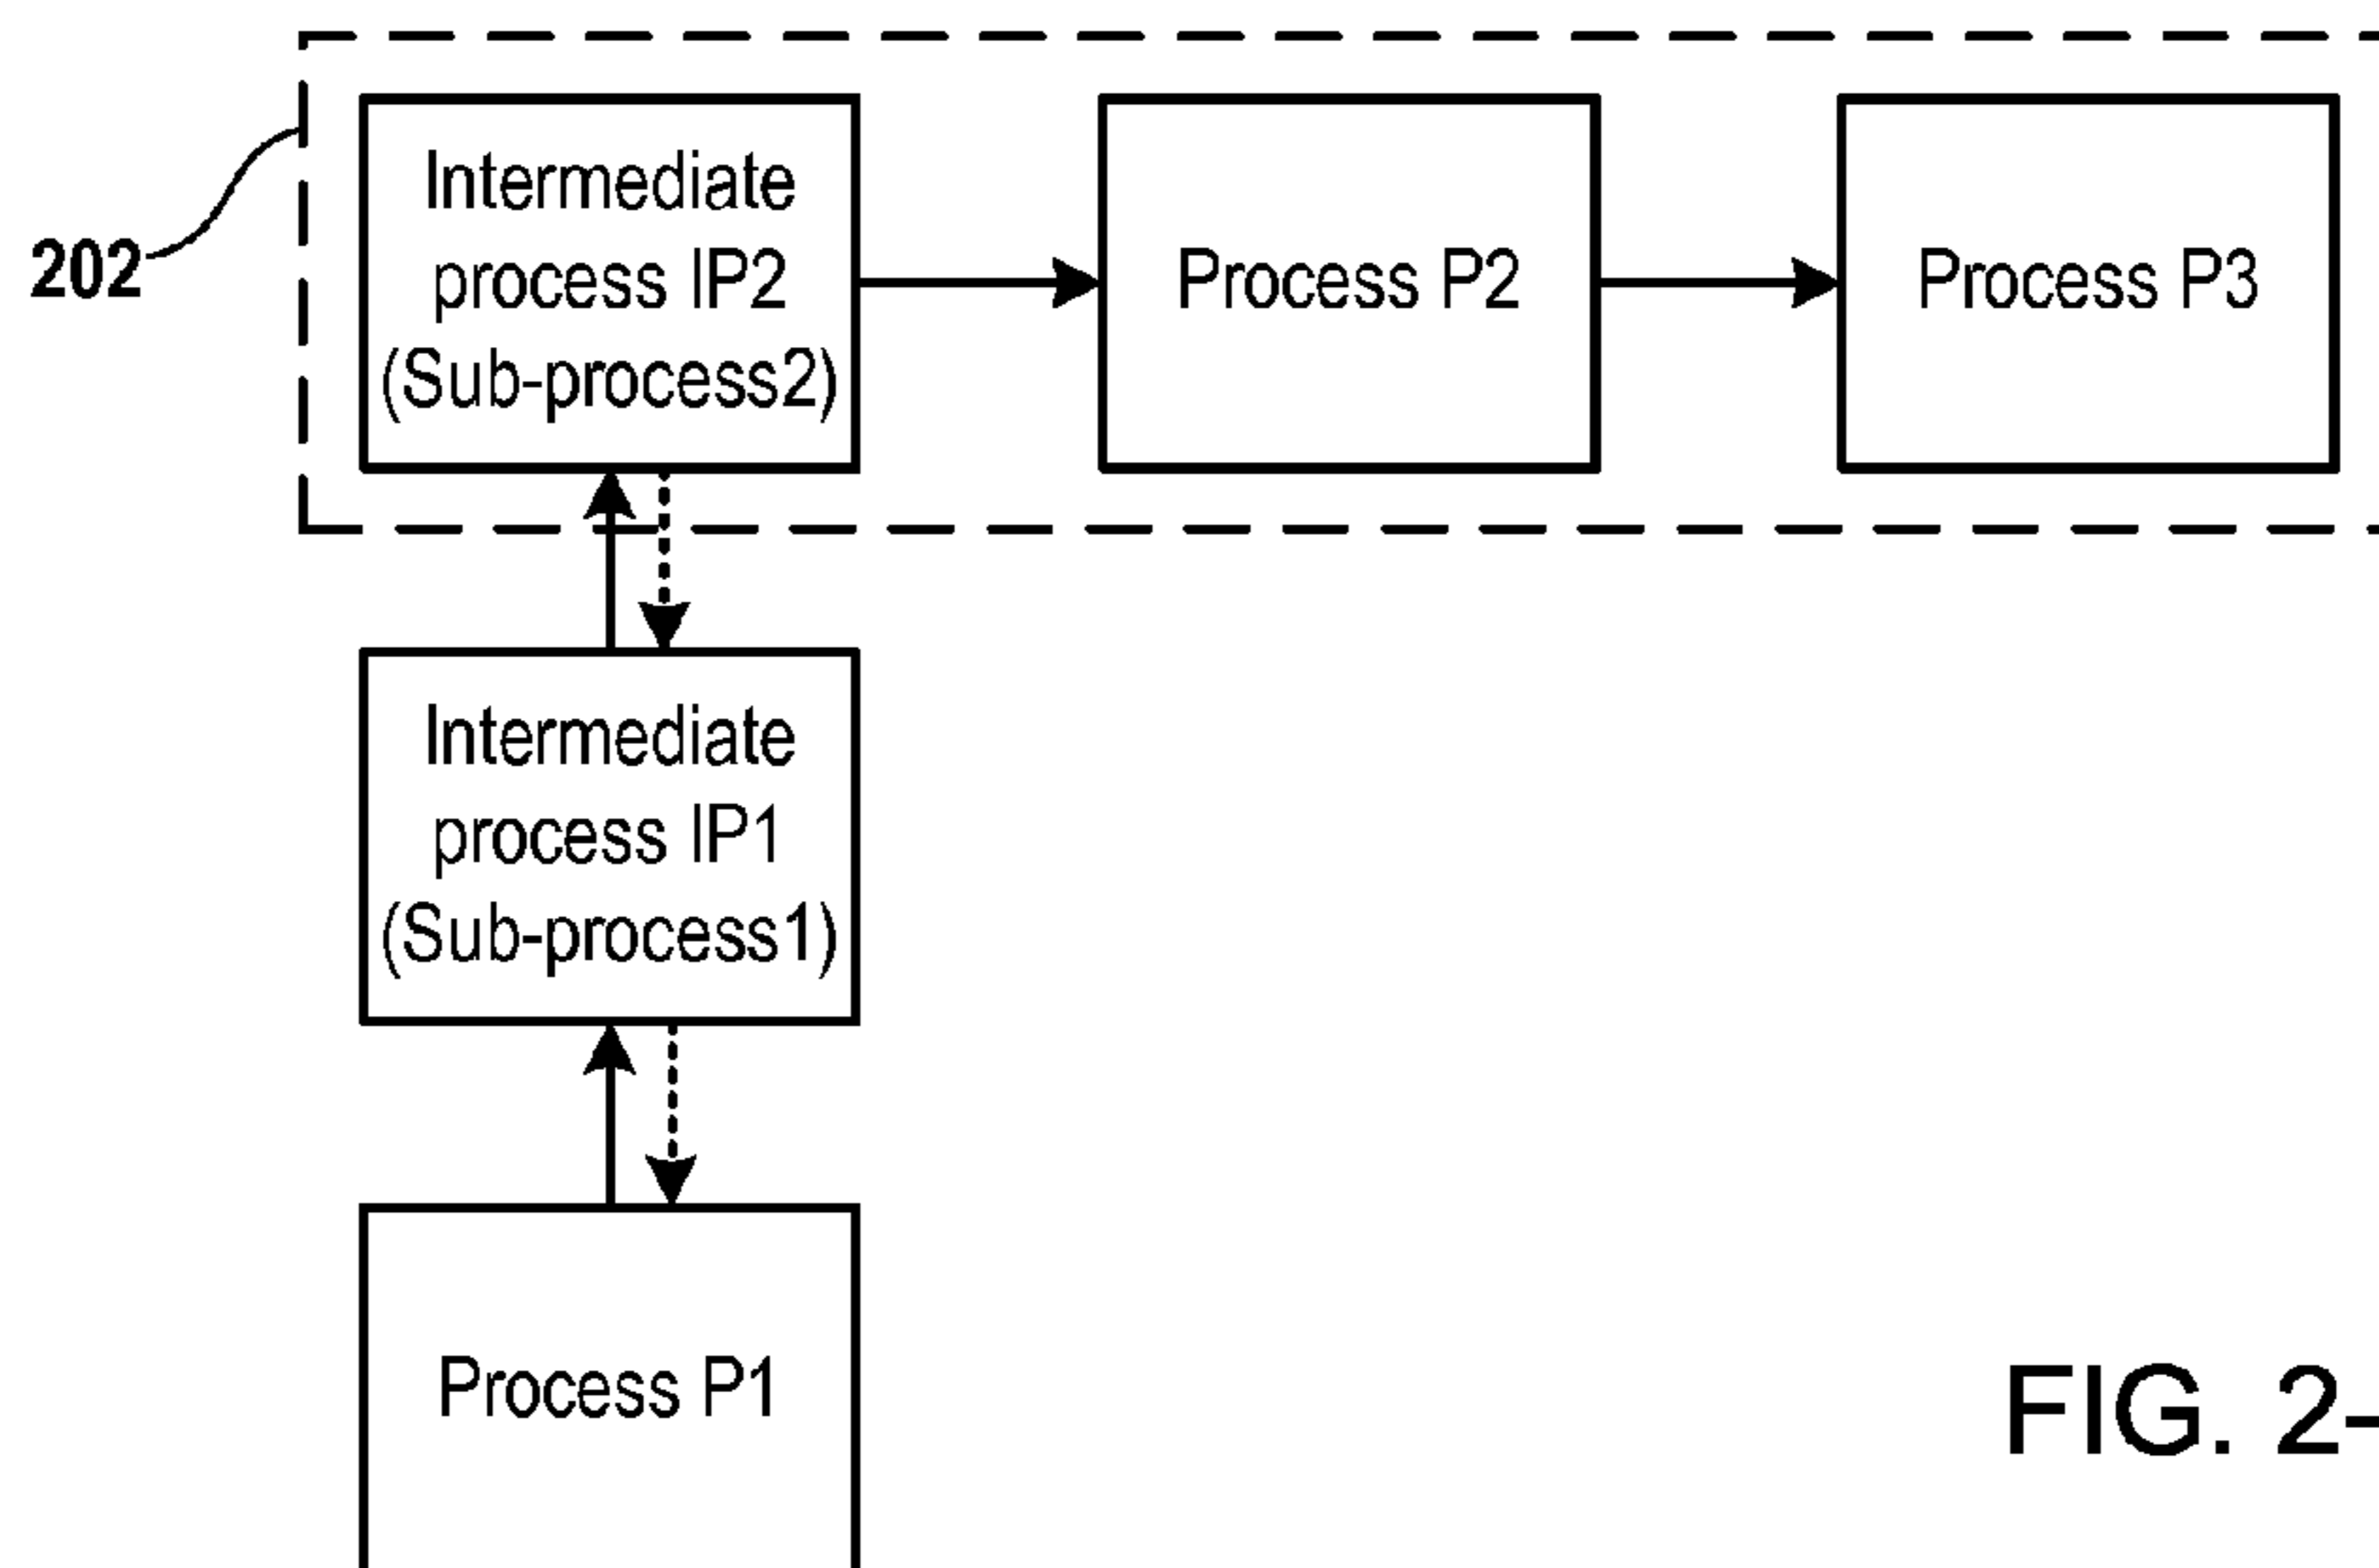 Intermediate
process IP2
(Sub-process2)
Process P2
Process P3
202
Intermediate
process IP1
(Sub-process1)
Process P1
FIG. 2-